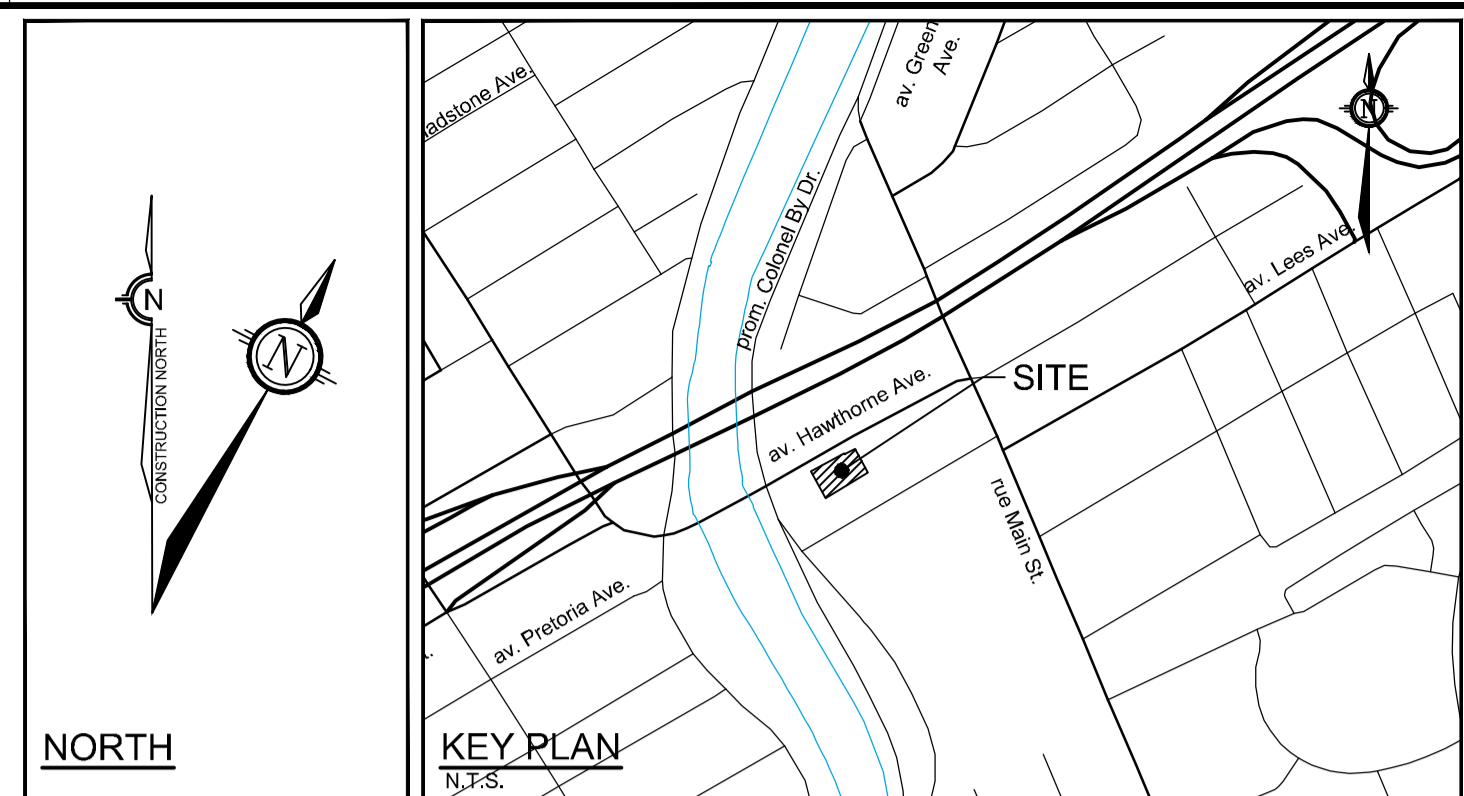 N
CONSTRUCTION NORTH
N
NORTH
adstone Ave.
av. Green
Ave.
prom. Colonel By Dr.
N
av. Lees Ave.
av. Hawthorne Ave.
SITE
rue Main St.
av. Pretoria Ave.
KEY PLAN
N.T.S.